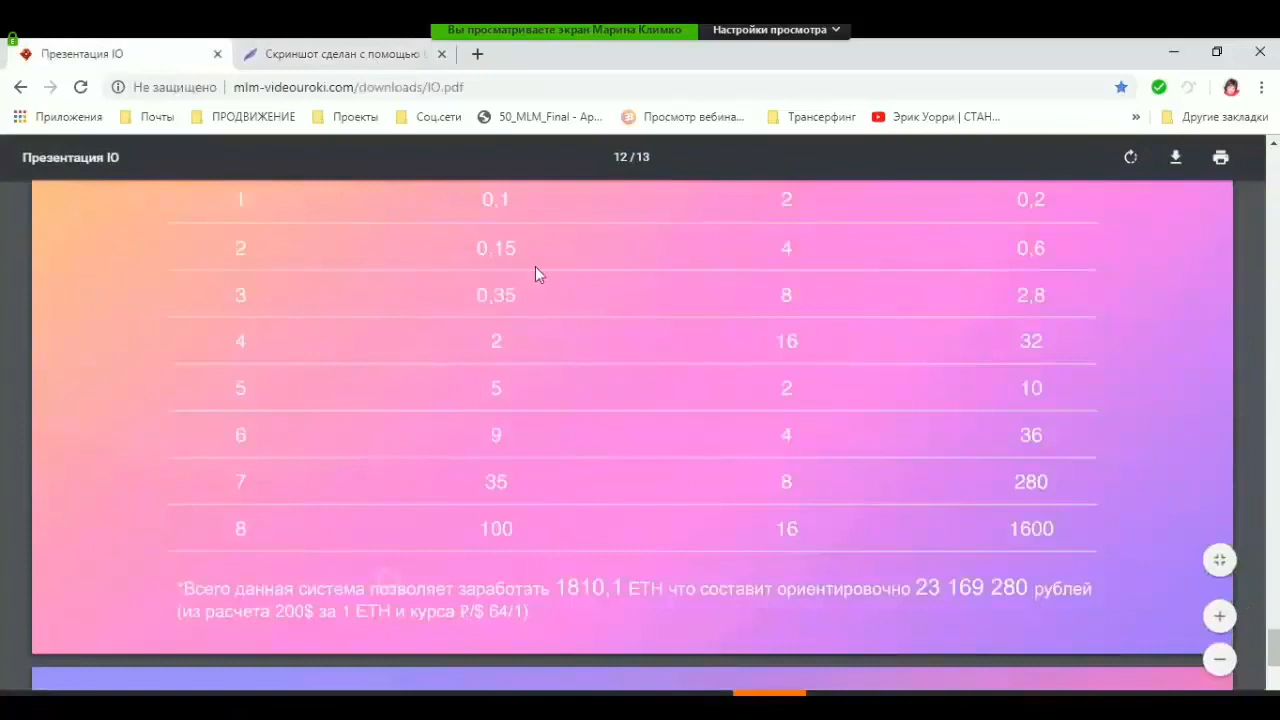 Вы просматриваете экран Марина Климко
Настройки просмотра
Презентация IO
Скриншот сделан с помощью
Не защищено
mlm-videouroki.com/downloads/IO.pdf
Приложения
Почты
ПРОДВИЖЕНИЕ
Проекты
Соц.сети
50_MLM_Final - Ap...
Просмотр вебина...
Трансерфинг
Эрик Уорри | СТАН...
»
Другие закладки
Презентация IO
12 / 13
1 0,1 2 0,2
2 0,15 4 0,6
3 0,35 8 2,8
4 2 16 32
5 5 2 10
6 9 4 36
7 35 8 280
8 100 16 1600
*Всего данная система позволяет заработать 1810,1 ETH что составит ориентировочно 23 169 280 рублей
(из расчета 200$ за 1 ETH и курса ₽/$ 64/1)